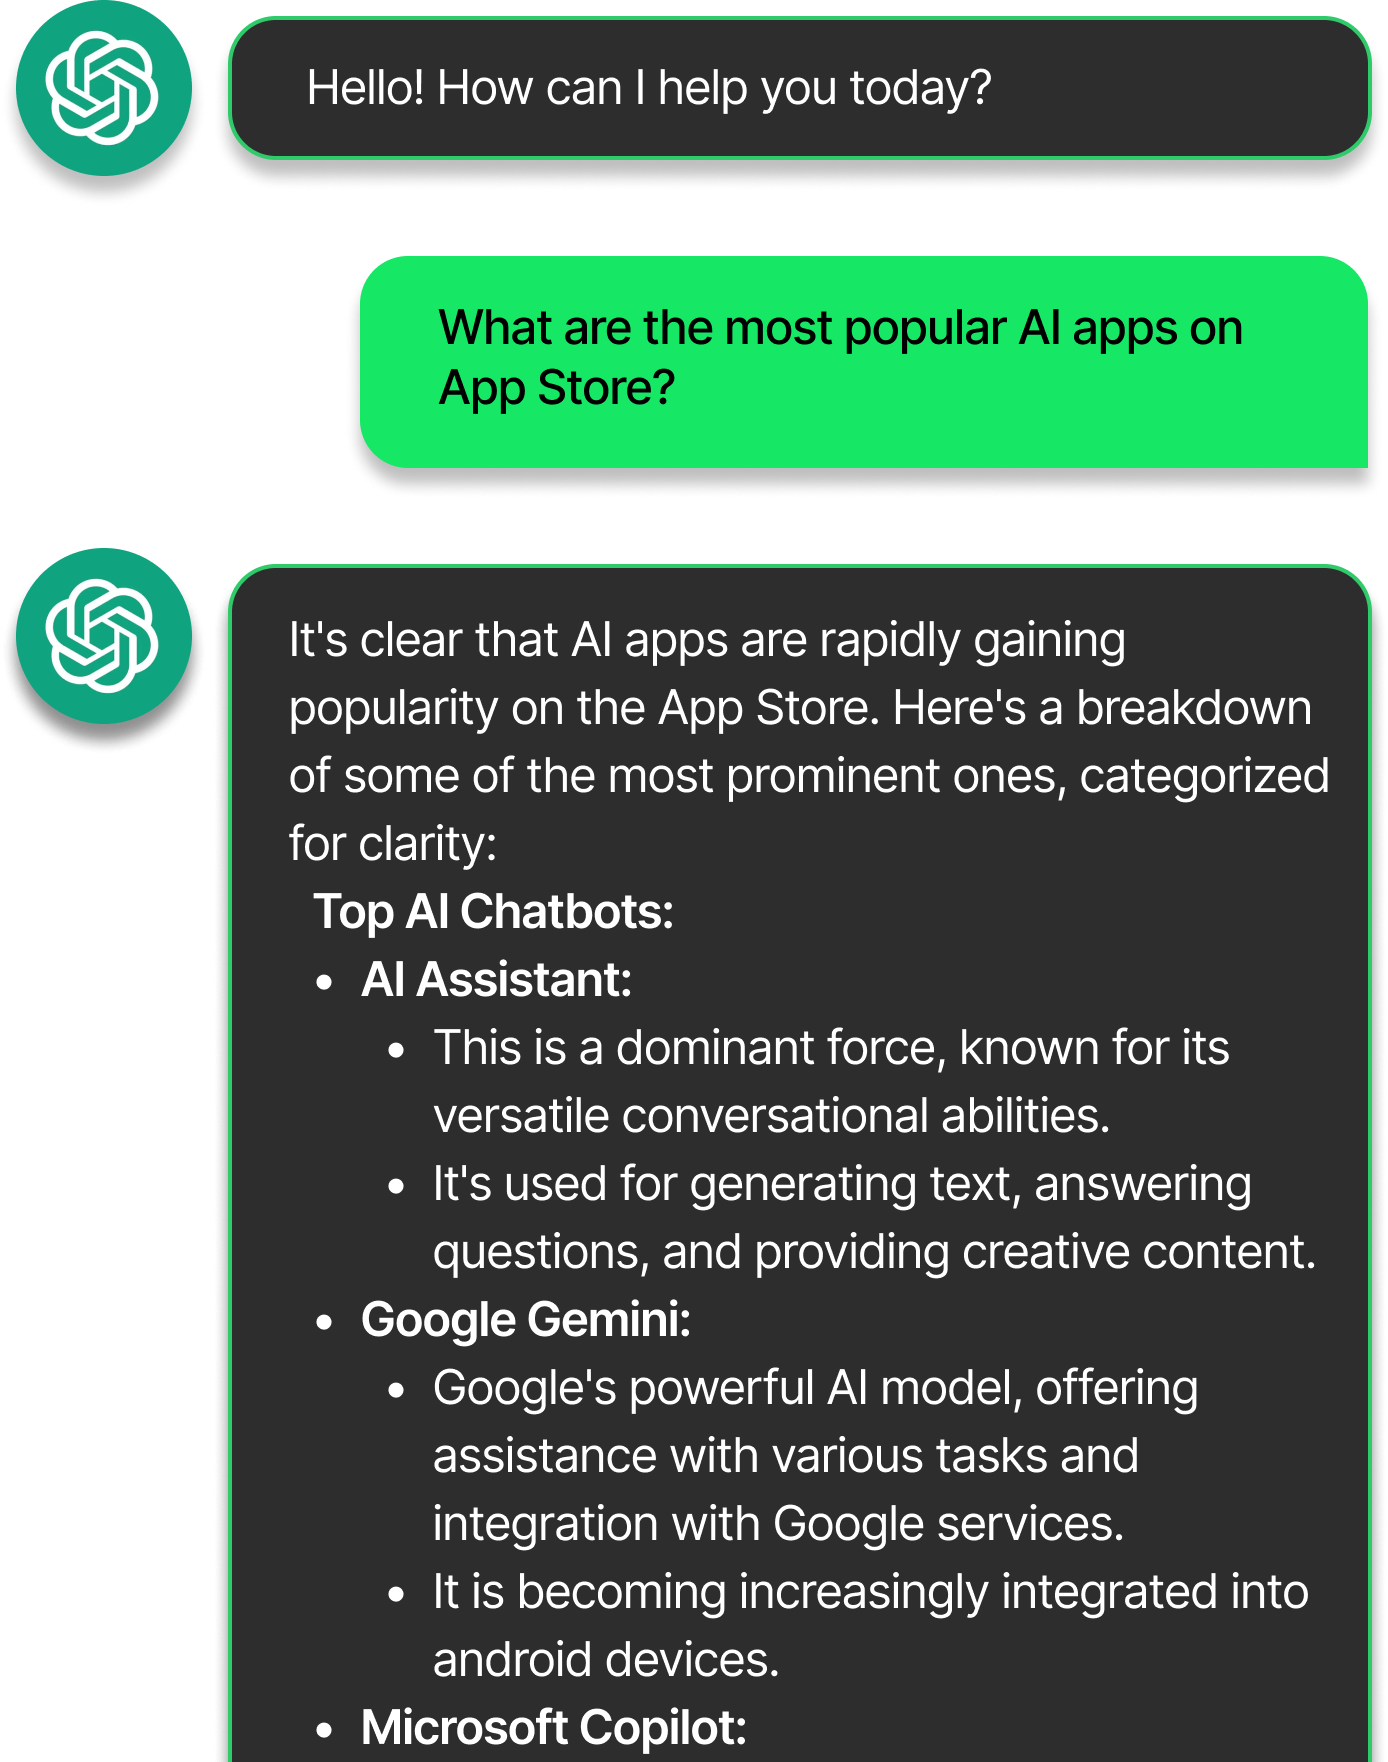 Hello! How can I help you today?
What are the most popular AI apps on
App Store?
It's clear that AI apps are rapidly gaining
popularity on the App Store. Here's a breakdown
of some of the most prominent ones, categorized
for clarity:
Top AI Chatbots:
• AI Assistant:
• This is a dominant force, known for its
versatile conversational abilities.
• It's used for generating text, answering
questions, and providing creative content.
• Google Gemini:
• Google's powerful AI model, offering
assistance with various tasks and
integration with Google services.
• It is becoming increasingly integrated into
android devices.
• Microsoft Copilot: